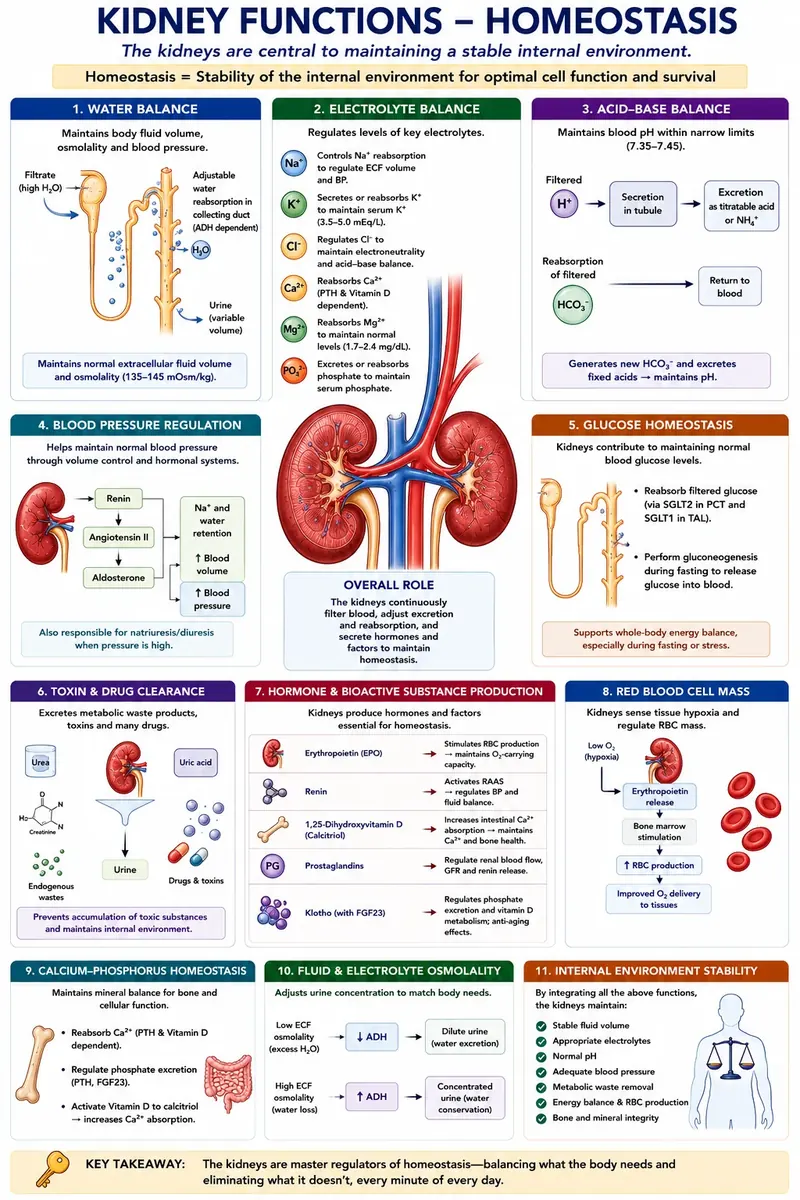 KIDNEY FUNCTIONS – HOMEOSTASIS
The kidneys are central to maintaining a stable internal environment.
Homeostasis = Stability of the internal environment for optimal cell function and survival
1. WATER BALANCE
Maintains body fluid volume,
osmolality and blood pressure.
Filtrate
(high H₂O)
Adjustable
water
reabsorption in
collecting duct
(ADH dependent)
H₂O
Urine
(variable
volume)
Maintains normal extracellular fluid volume
and osmolality (135–145 mOsm/kg).
2. ELECTROLYTE BALANCE
Regulates levels of key electrolytes.
Na⁺
Controls Na⁺ reabsorption
to regulate ECF volume
and BP.
K⁺
Secretes or reabsorbs K⁺
to maintain serum K⁺
(3.5–5.0 mEq/L).
Cl⁻
Regulates Cl⁻ to
maintain electroneutrality
and acid–base balance.
Ca²⁺
Reabsorbs Ca²⁺
(PTH & Vitamin D
dependent).
Mg²⁺
Reabsorbs Mg²⁺
to maintain normal
levels (1.7–2.4 mg/dL).
PO₄³⁻
Excretes or reabsorbs
phosphate to maintain
serum phosphate.
3. ACID–BASE BALANCE
Maintains blood pH within narrow limits
(7.35–7.45).
Filtered
H⁺
Secretion
in tubule
Excretion
as titratable acid
or NH₄⁺
Reabsorption
of filtered
HCO₃⁻
Return to
blood
Generates new HCO₃⁻ and excretes
fixed acids → maintains pH.
4. BLOOD PRESSURE REGULATION
Helps maintain normal blood pressure
through volume control and hormonal systems.
Renin
Angiotensin II
Aldosterone
Na⁺ and
water
retention
↑ Blood
volume
↑ Blood
pressure
Also responsible for natriuresis/diuresis
when pressure is high.
OVERALL ROLE
The kidneys continuously
filter blood, adjust excretion
and reabsorption, and
secrete hormones and
factors to maintain
homeostasis.
5. GLUCOSE HOMEOSTASIS
Kidneys contribute to maintaining normal
blood glucose levels.
• Reabsorb filtered glucose
(via SGLT2 in PCT and
SGLT1 in TAL).
• Perform gluconeogenesis
during fasting to release
glucose into blood.
Supports whole-body energy balance,
especially during fasting or stress.
6. TOXIN & DRUG CLEARANCE
Excretes metabolic waste products,
toxins and many drugs.
Urea
Uric acid
Creatinine
Endogenous
wastes
Urine
Drugs & toxins
Prevents accumulation of toxic substances
and maintains internal environment.
7. HORMONE & BIOACTIVE SUBSTANCE PRODUCTION
Kidneys produce hormones and factors
essential for homeostasis.
Erythropoietin (EPO)
Stimulates RBC production
→ maintains O₂-carrying
capacity.
Renin
Activates RAAS
→ regulates BP and
fluid balance.
1,25-Dihydroxyvitamin D
(Calcitriol)
Increases intestinal Ca²⁺
absorption → maintains
Ca²⁺ and bone health.
PG
Prostaglandins
Regulate renal blood flow,
GFR and renin release.
Klotho (with FGF23)
Regulates phosphate
excretion and vitamin D
metabolism; anti-aging
effects.
8. RED BLOOD CELL MASS
Kidneys sense tissue hypoxia and
regulate RBC mass.
Low O₂
(hypoxia)
Erythropoietin
release
Bone marrow
stimulation
↑ RBC production
Improved O₂ delivery
to tissues
9. CALCIUM–PHOSPHORUS HOMEOSTASIS
Maintains mineral balance for bone and
cellular function.
• Reabsorb Ca²⁺ (PTH & Vitamin D
dependent).
• Regulate phosphate excretion
(PTH, FGF23).
• Activate Vitamin D to calcitriol
→ increases Ca²⁺ absorption.
10. FLUID & ELECTROLYTE OSMOLALITY
Adjusts urine concentration to match body needs.
Low ECF
osmolality
(excess H₂O)
↓ ADH
Dilute urine
(water excretion)
High ECF
osmolality
(water loss)
↑ ADH
Concentrated
urine (water
conservation)
11. INTERNAL ENVIRONMENT STABILITY
By integrating all the above functions,
the kidneys maintain:
Stable fluid volume
Appropriate electrolytes
Normal pH
Adequate blood pressure
Metabolic waste removal
Energy balance & RBC production
Bone and mineral integrity
KEY TAKEAWAY: The kidneys are master regulators of homeostasis—balancing what the body needs and
eliminating what it doesn't, every minute of every day.